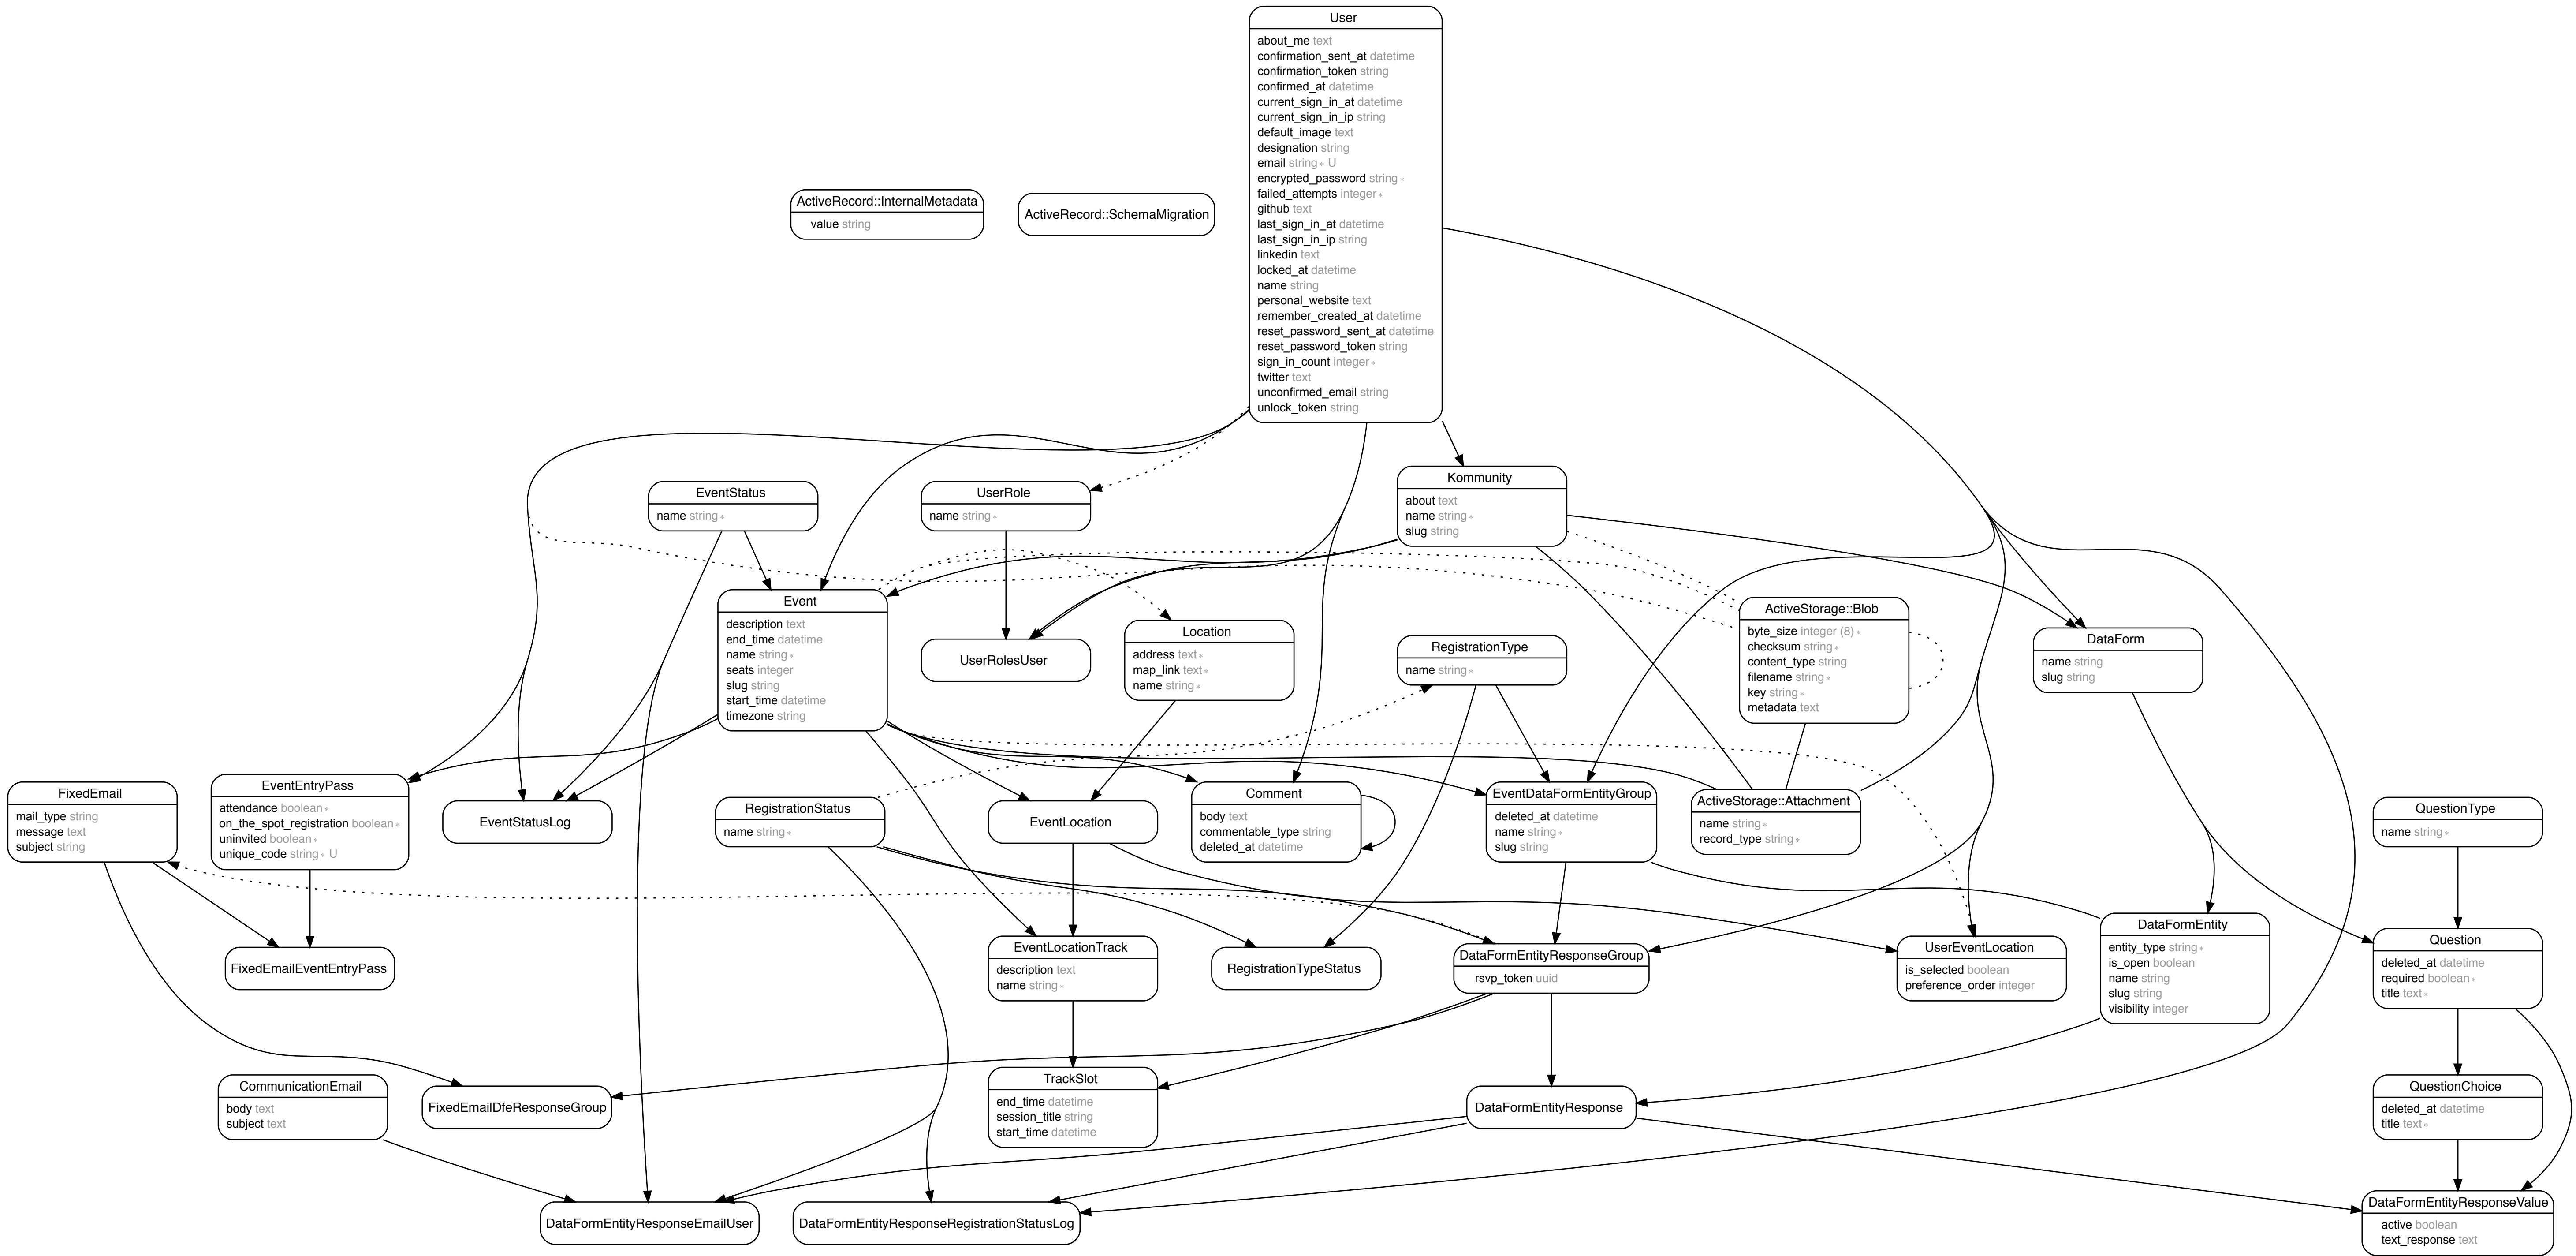 User
about_me text
confirmation_sent_at datetime
confirmation_token string
confirmed_at datetime
current_sign_in_at datetime
current_sign_in_ip string
default_image text
designation string
email string∗ U
encrypted_password string∗
failed_attempts integer∗
github text
last_sign_in_at datetime
last_sign_in_ip string
linkedin text
locked_at datetime
name string
personal_website text
remember_created_at datetime
reset_password_sent_at datetime
reset_password_token string
sign_in_count integer∗
twitter text
unconfirmed_email string
unlock_token string
ActiveRecord::InternalMetadata
value string
ActiveRecord::SchemaMigration
EventStatus
name string∗
UserRole
name string∗
Kommunity
about text
name string∗
slug string
Event
description text
end_time datetime
name string∗
seats integer
slug string
start_time datetime
timezone string
UserRolesUser
Location
address text∗
map_link text∗
name string∗
RegistrationType
name string∗
ActiveStorage::Blob
byte_size integer (8)∗
checksum string∗
content_type string
filename string∗
key string∗
metadata text
DataForm
name string
slug string
FixedEmail
mail_type string
message text
subject string
EventEntryPass
attendance boolean∗
on_the_spot_registration boolean∗
uninvited boolean∗
unique_code string∗ U
EventStatusLog
RegistrationStatus
name string∗
EventLocation
Comment
body text
commentable_type string
deleted_at datetime
EventDataFormEntityGroup
deleted_at datetime
name string∗
slug string
ActiveStorage::Attachment
name string∗
record_type string∗
QuestionType
name string∗
FixedEmailEventEntryPass
EventLocationTrack
description text
name string∗
RegistrationTypeStatus
DataFormEntityResponseGroup
rsvp_token uuid
UserEventLocation
is_selected boolean
preference_order integer
DataFormEntity
entity_type string∗
is_open boolean
name string
slug string
visibility integer
Question
deleted_at datetime
required boolean∗
title text∗
CommunicationEmail
body text
subject text
FixedEmailDfeResponseGroup
TrackSlot
end_time datetime
session_title string
start_time datetime
DataFormEntityResponse
QuestionChoice
deleted_at datetime
title text∗
DataFormEntityResponseEmailUser
DataFormEntityResponseRegistrationStatusLog
DataFormEntityResponseValue
active boolean
text_response text